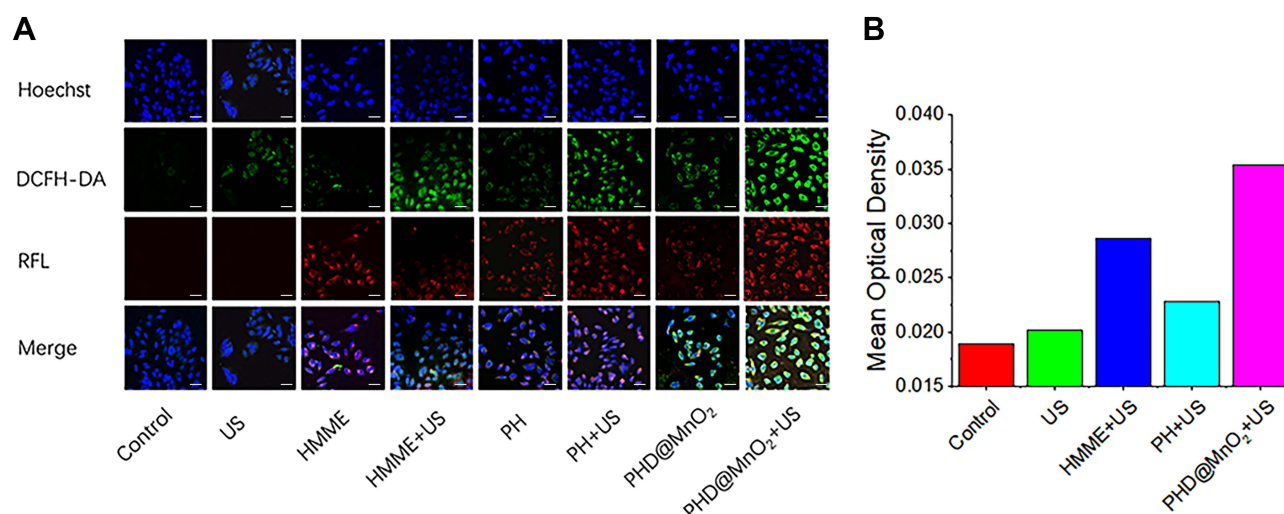 A
Hoechst
DCFH-DA
RFL
Merge
Control
US
HMME
HMME+US
PH
PH+US
PHD@MnO₂
PHD@MnO₂+US
B
Mean Optical Density
0.040
0.035
0.030
0.025
0.020
0.015
Control
US
HMME+US
PH+US
PHD@MnO₂+US